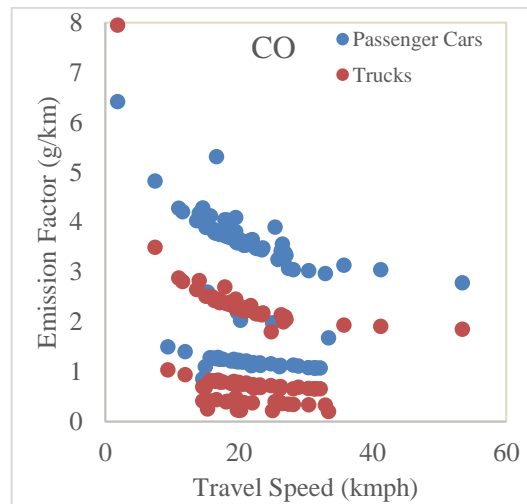 CO
Passenger Cars
Trucks
8
7
6
5
4
3
2
1
0
Emission Factor (g/km)
0 20 40 60
Travel Speed (kmph)